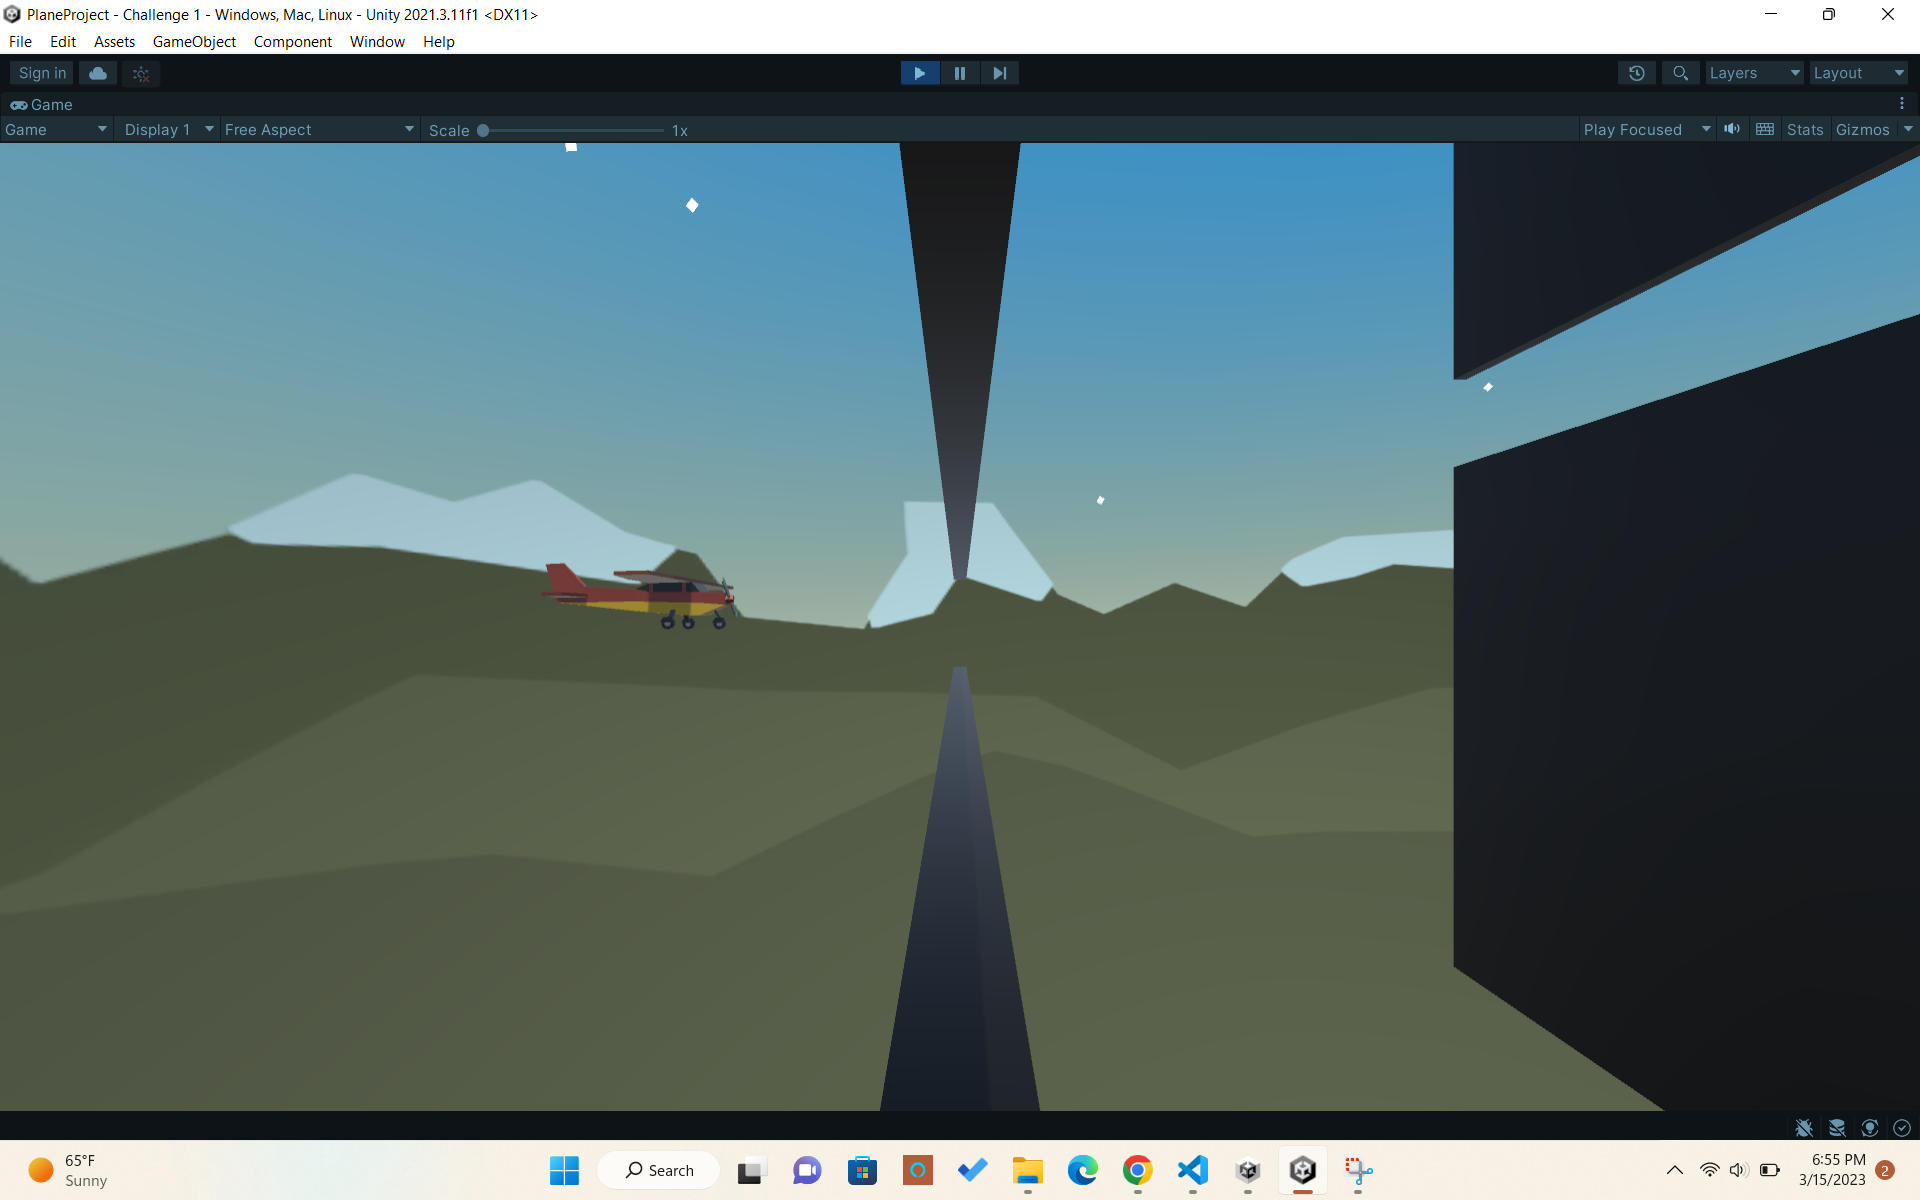 PlaneProject - Challenge 1 - Windows, Mac, Linux - Unity 2021.3.11f1 <DX11>
File Edit Assets GameObject Component Window Help
Sign in Layers Layout
Game
Game Display 1 Free Aspect Scale 1x Play Focused Stats Gizmos
65°F
Sunny
Search
6:55 PM
3/15/2023
2